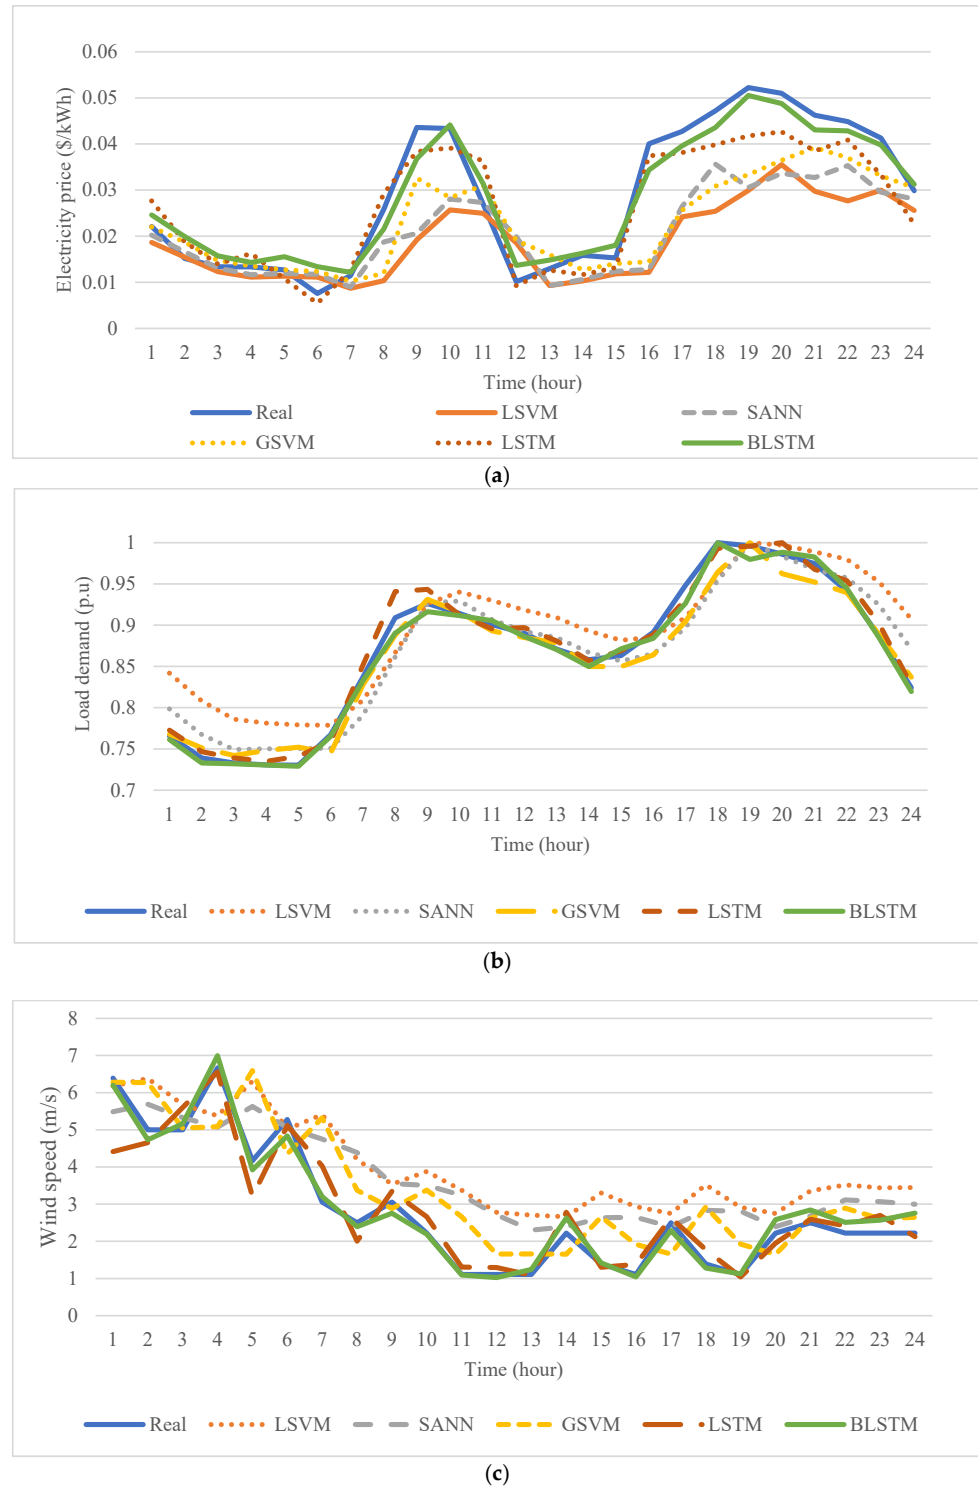 0.06
0.05
0.04
0.03
0.02
0.01
0
Electricity price ($/kWh)
1 2 3 4 5 6 7 8 9 10 11 12 13 14 15 16 17 18 19 20 21 22 23 24
Time (hour)
Real LSVM SANN
GSVM LSTM BLSTM
(a)
1
0.95
0.9
0.85
0.8
0.75
0.7
Load demand (p.u)
1 2 3 4 5 6 7 8 9 10 11 12 13 14 15 16 17 18 19 20 21 22 23 24
Time (hour)
Real LSVM SANN GSVM LSTM BLSTM
(b)
8
7
6
5
4
3
2
1
0
Wind speed (m/s)
1 2 3 4 5 6 7 8 9 10 11 12 13 14 15 16 17 18 19 20 21 22 23 24
Time (hour)
Real LSVM SANN GSVM LSTM BLSTM
(c)